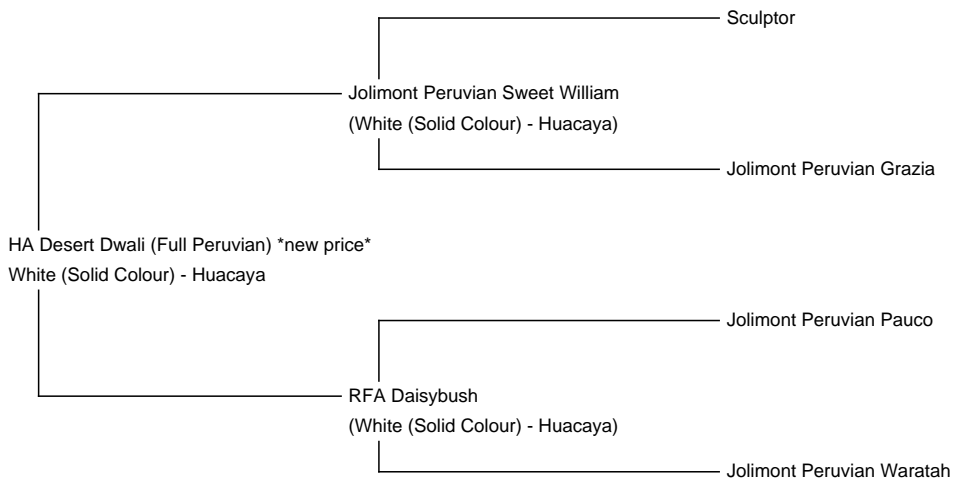 Sculptor
Jolimont Peruvian Sweet William
(White (Solid Colour) - Huacaya)
Jolimont Peruvian Grazia
HA Desert Dwali (Full Peruvian) *new price*
White (Solid Colour) - Huacaya
Jolimont Peruvian Pauco
RFA Daisybush
(White (Solid Colour) - Huacaya)
Jolimont Peruvian Waratah